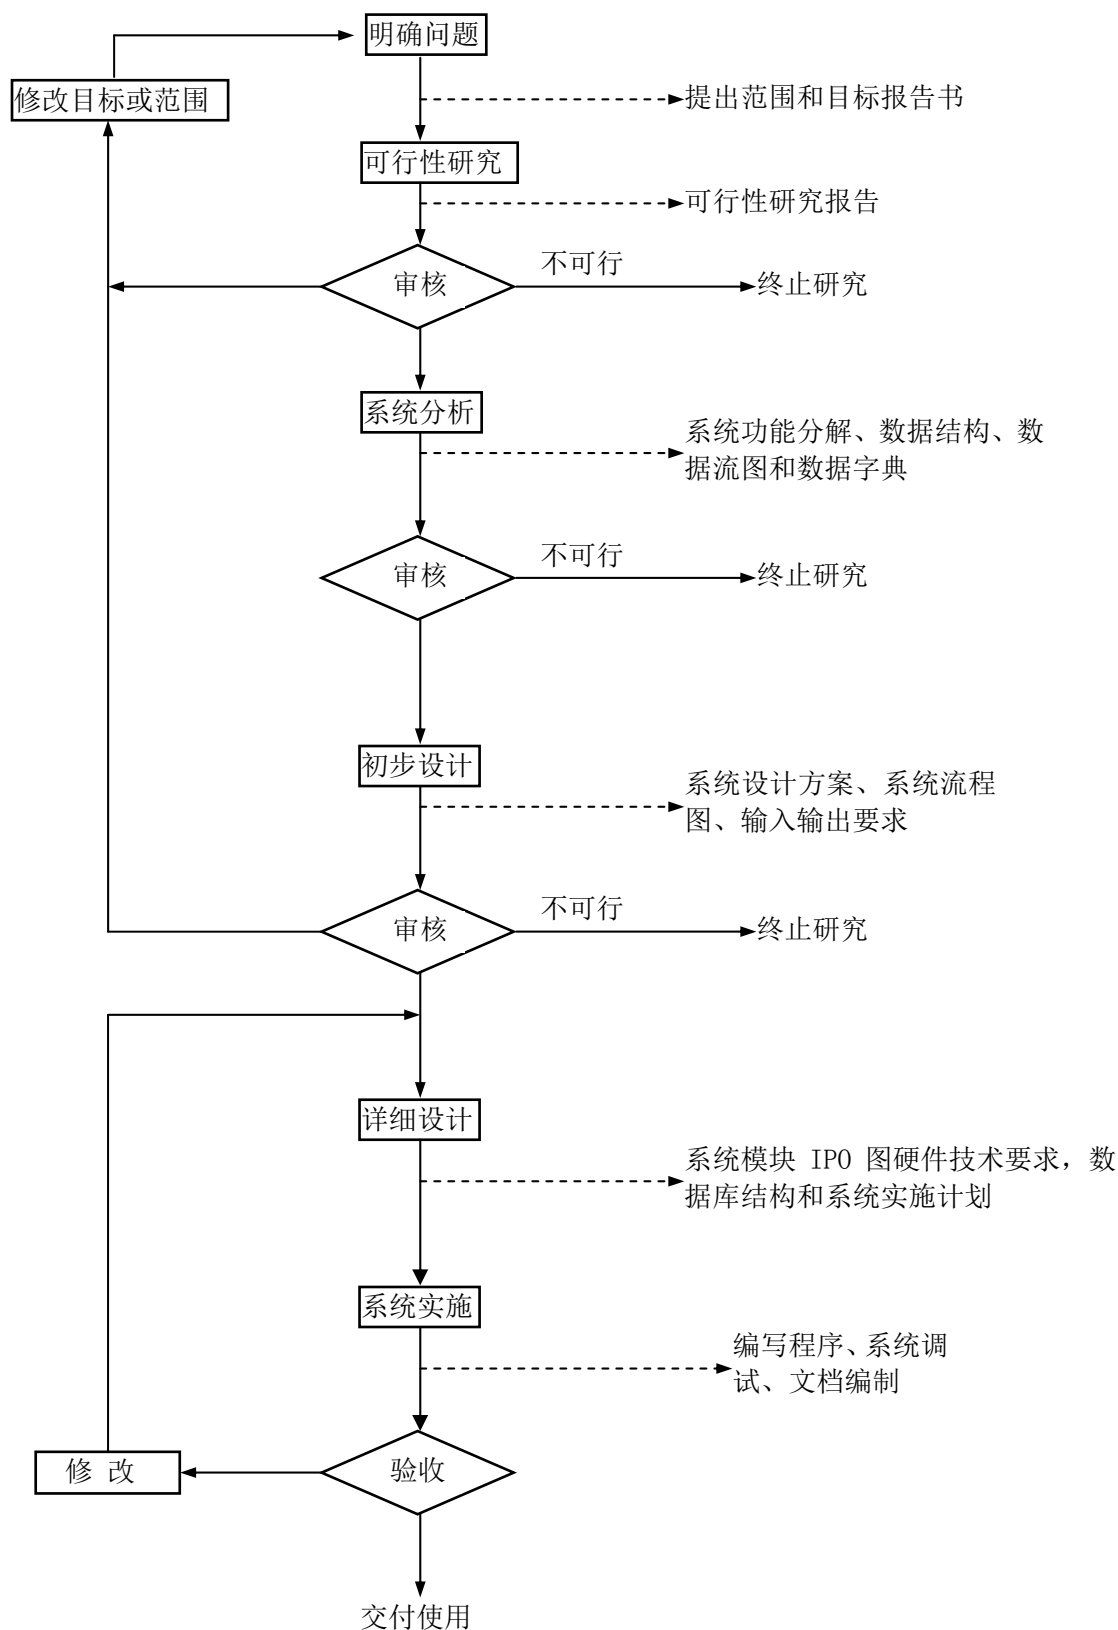 明确问题
修改目标或范围
提出范围和目标报告书
可行性研究
可行性研究报告
不可行
审核
终止研究
系统分析
系统功能分解、数据结构、数
据流图和数据字典
不可行
审核
终止研究
初步设计
系统设计方案、系统流程
图、输入输出要求
不可行
审核
终止研究
详细设计
系统模块 IPO 图硬件技术要求，数
据库结构和系统实施计划
系统实施
编写程序、系统调
试、文档编制
修 改
验收
交付使用